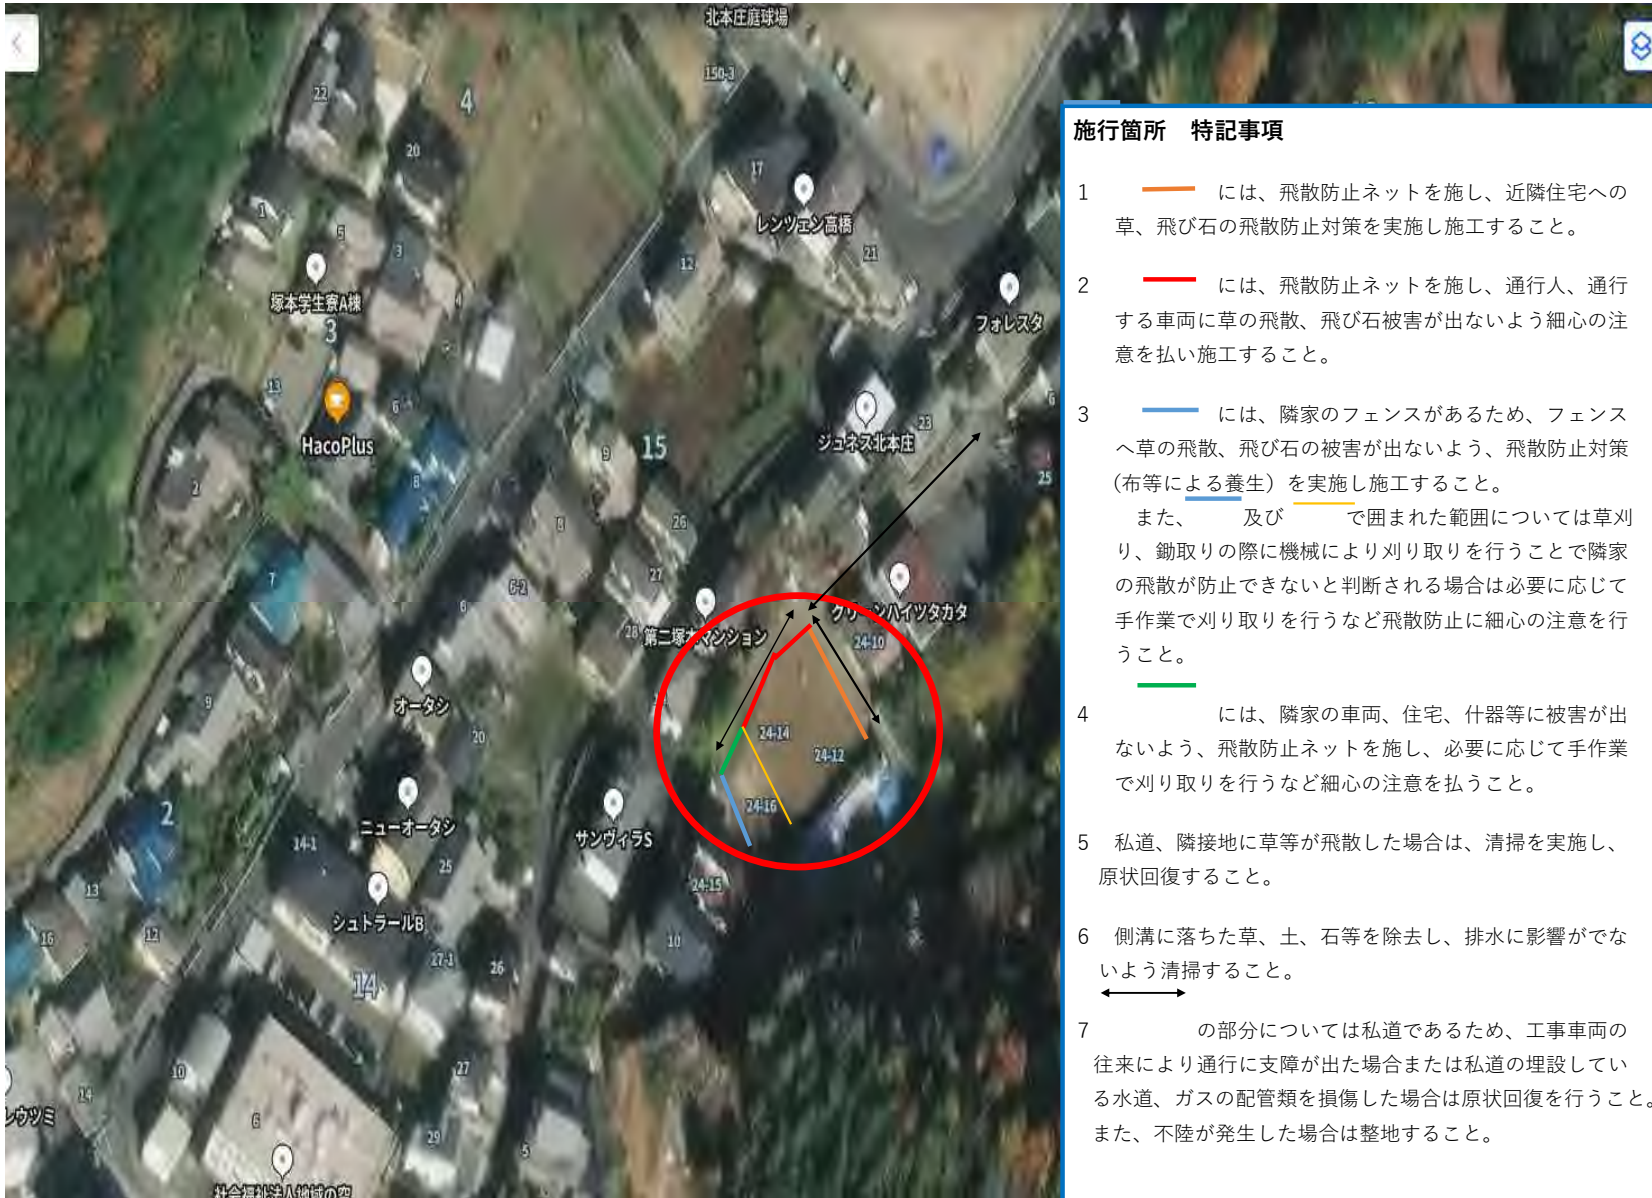 北本庄庭球場
150-3
22
4
20
17
レンツェン高橋
1
5
3
12
21
塚本学生寮A棟
4
フォレスタ
3
13
6
HacoPlus
ジュネス北本庄
23
9
15
25
2
8
8
26
7
6-2
27
6
28
第二塚本マンション
グリーンハイツタカタ
24-10
オータシ
9
20
24-14
24-12
2
ニューオータシ
サンヴィラS
24-16
14-1
25
13
シュトラールB
24-15
16
12
27-1
26
10
14
10
27
14
レウツミ
6
29
5
社会福祉法人地域の空
施行箇所　特記事項
1　　　　には、飛散防止ネットを施し、近隣住宅への
草、飛び石の飛散防止対策を実施し施工すること。
2　　　　には、飛散防止ネットを施し、通行人、通行
する車両に草の飛散、飛び石被害が出ないよう細心の注
意を払い施工すること。
3　　　　には、隣家のフェンスがあるため、フェンス
へ草の飛散、飛び石の被害が出ないよう、飛散防止対策
（布等による養生）を実施し施工すること。
また、　　　及び　　　で囲まれた範囲については草刈
り、鋤取りの際に機械により刈り取りを行うことで隣家
の飛散が防止できないと判断される場合は必要に応じて
手作業で刈り取りを行うなど飛散防止に細心の注意を行
うこと。
4　　　　には、隣家の車両、住宅、什器等に被害が出
ないよう、飛散防止ネットを施し、必要に応じて手作業
で刈り取りを行うなど細心の注意を払うこと。
5　私道、隣接地に草等が飛散した場合は、清掃を実施し、
原状回復すること。
6　側溝に落ちた草、土、石等を除去し、排水に影響がでな
いよう清掃すること。
7　　　　の部分については私道であるため、工事車両の
往来により通行に支障が出た場合または私道の埋設してい
る水道、ガスの配管類を損傷した場合は原状回復を行うこと。
また、不陸が発生した場合は整地すること。